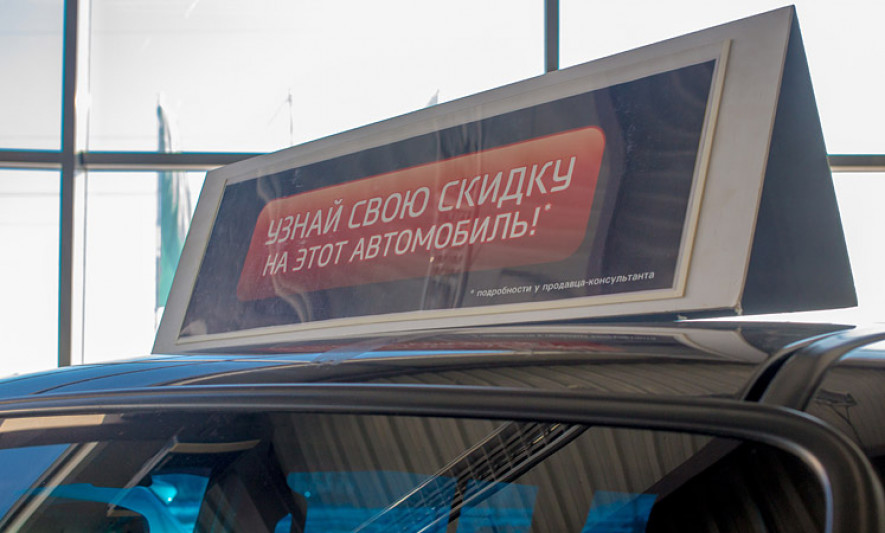 УЗНАЙ СВОЮ СКИДКУ
НА ЭТОТ АВТОМОБИЛЬ!*
* подробности у продавца-консультанта